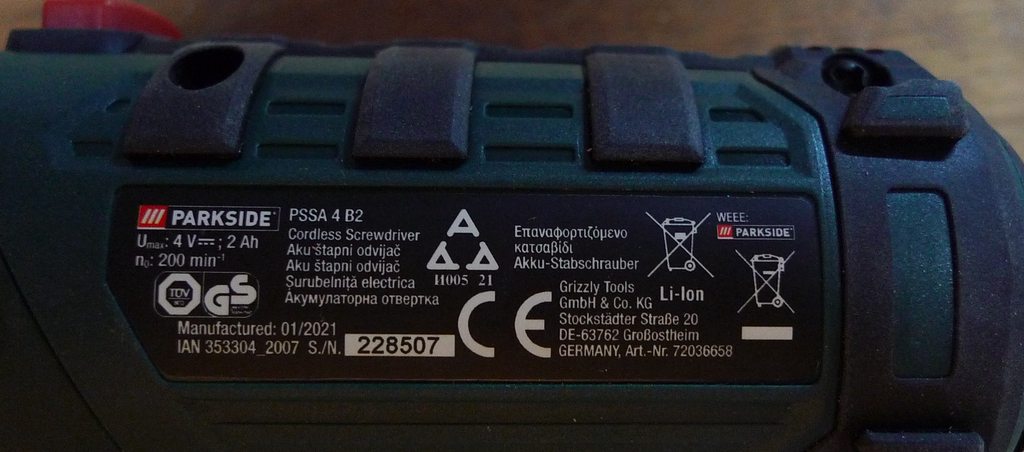 PARKSIDE
PSSA 4 B2
Umax: 4 V⎓; 2 Ah
n0: 200 min⁻¹
Cordless Screwdriver
Aku štapni odvijač
Aku štapni odvijač
Șurubelniță electrica
Акумулаторна отвертка
TÜV
GS
Manufactured: 01/2021
IAN 353304_2007 S./N. 228507
A
И005 21
Επαναφορτιζόμενο
κατσαβίδι
Akku-Stabschrauber
CE
Grizzly Tools
GmbH & Co. KG
Stockstädter Straße 20
DE-63762 Großostheim
GERMANY, Art.-Nr. 72036658
Li-Ion
WEEE:
PARKSIDE